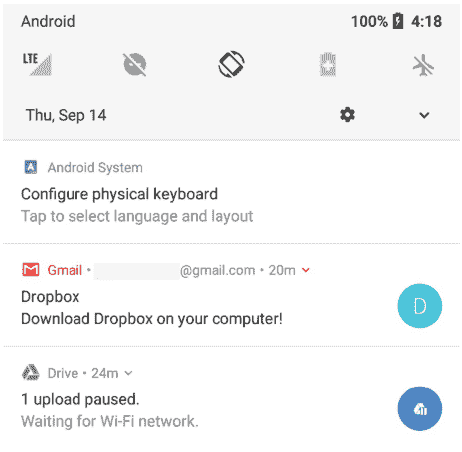 Android 100% 4:18
LTE
Thu, Sep 14
Android System
Configure physical keyboard
Tap to select language and layout
Gmail • @gmail.com • 20m
Dropbox
Download Dropbox on your computer!
D
Drive • 24m
1 upload paused.
Waiting for Wi-Fi network.